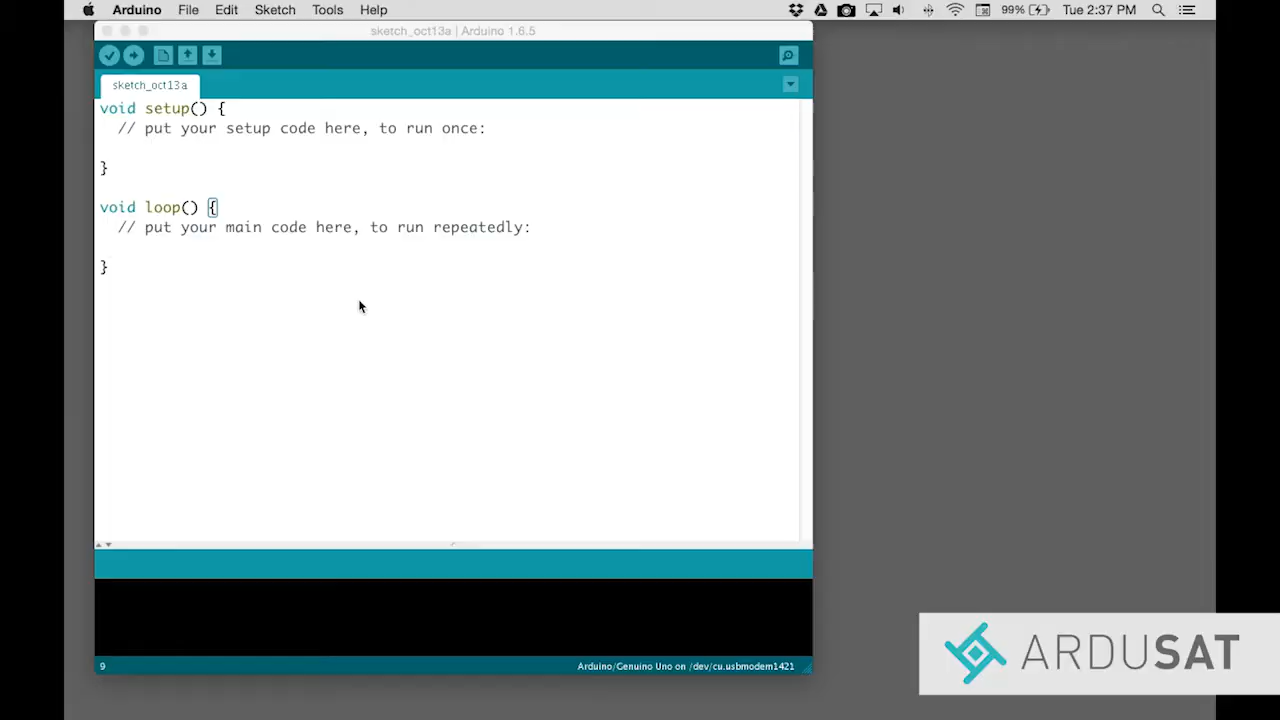 Arduino File Edit Sketch Tools Help 99% Tue 2:37 PM
sketch_oct13a | Arduino 1.6.5
sketch_oct13a
void setup() {
  // put your setup code here, to run once:
}
void loop() {
  // put your main code here, to run repeatedly:
}
9 Arduino/Genuino Uno on /dev/cu.usbmodem1421
ARDUSAT